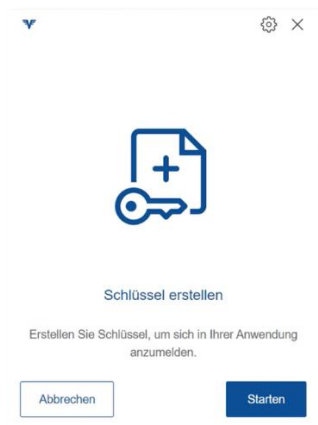 Schlüssel erstellen
Erstellen Sie Schlüssel, um sich in Ihrer Anwendung
anzumelden.
Abbrechen
Starten